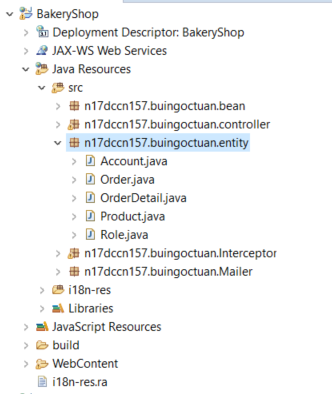 BakeryShop
Deployment Descriptor: BakeryShop
JAX-WS Web Services
Java Resources
src
n17dccn157.buingoctuan.bean
n17dccn157.buingoctuan.controller
n17dccn157.buingoctuan.entity
Account.java
Order.java
OrderDetail.java
Product.java
Role.java
n17dccn157.buingoctuan.Interceptor
n17dccn157.buingoctuan.Mailer
i18n-res
Libraries
JavaScript Resources
build
WebContent
i18n-res.ra